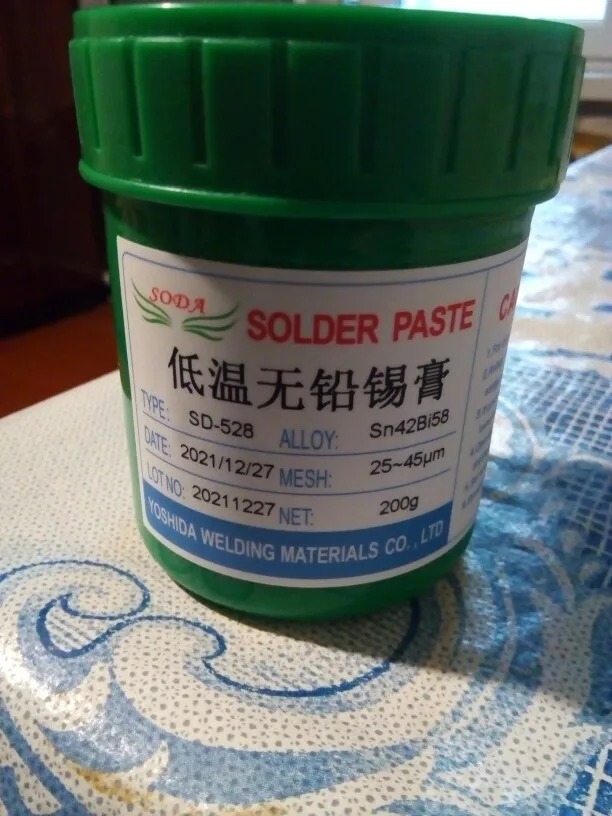 SODA
SOLDER PASTE
低温无铅锡膏
TYPE: SD-528 ALLOY: Sn42Bi58
DATE: 2021/12/27 MESH: 25~45μm
LOT NO: 20211227 NET: 200g
YOSHIDA WELDING MATERIALS CO., LTD